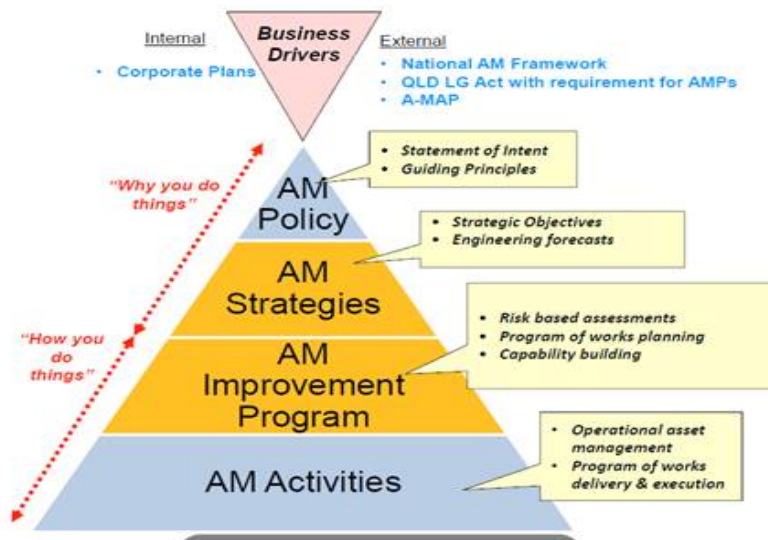 Internal
• Corporate Plans
Business
Drivers
External
• National AM Framework
• QLD LG Act with requirement for AMPs
• A-MAP
• Statement of Intent
• Guiding Principles
"Why you do
things"
AM
Policy
• Strategic Objectives
• Engineering forecasts
AM
Strategies
• Risk based assessments
• Program of works planning
• Capability building
"How you
do
things"
AM
Improvement
Program
• Operational asset
management
• Program of works
delivery & execution
AM Activities